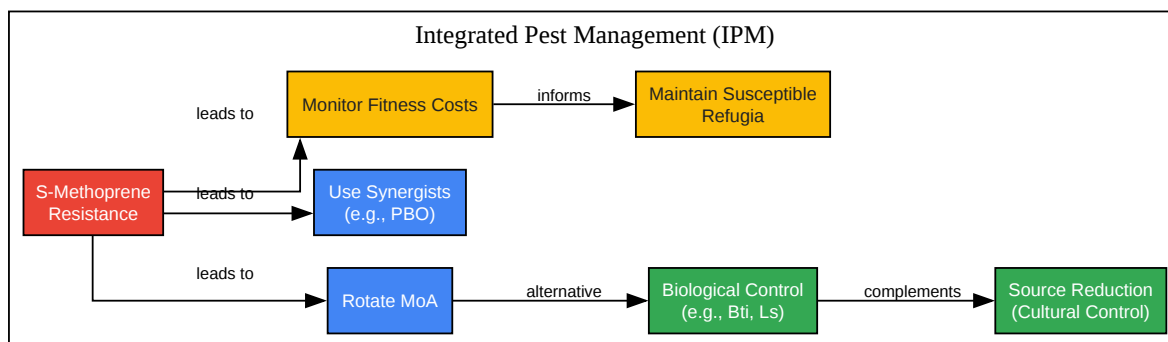 Integrated Pest Management (IPM)
leads to
Monitor Fitness Costs
informs
Maintain Susceptible
Refugia
S-Methoprene
Resistance
leads to
Use Synergists
(e.g., PBO)
leads to
Rotate MoA
alternative
Biological Control
(e.g., Bti, Ls)
complements
Source Reduction
(Cultural Control)